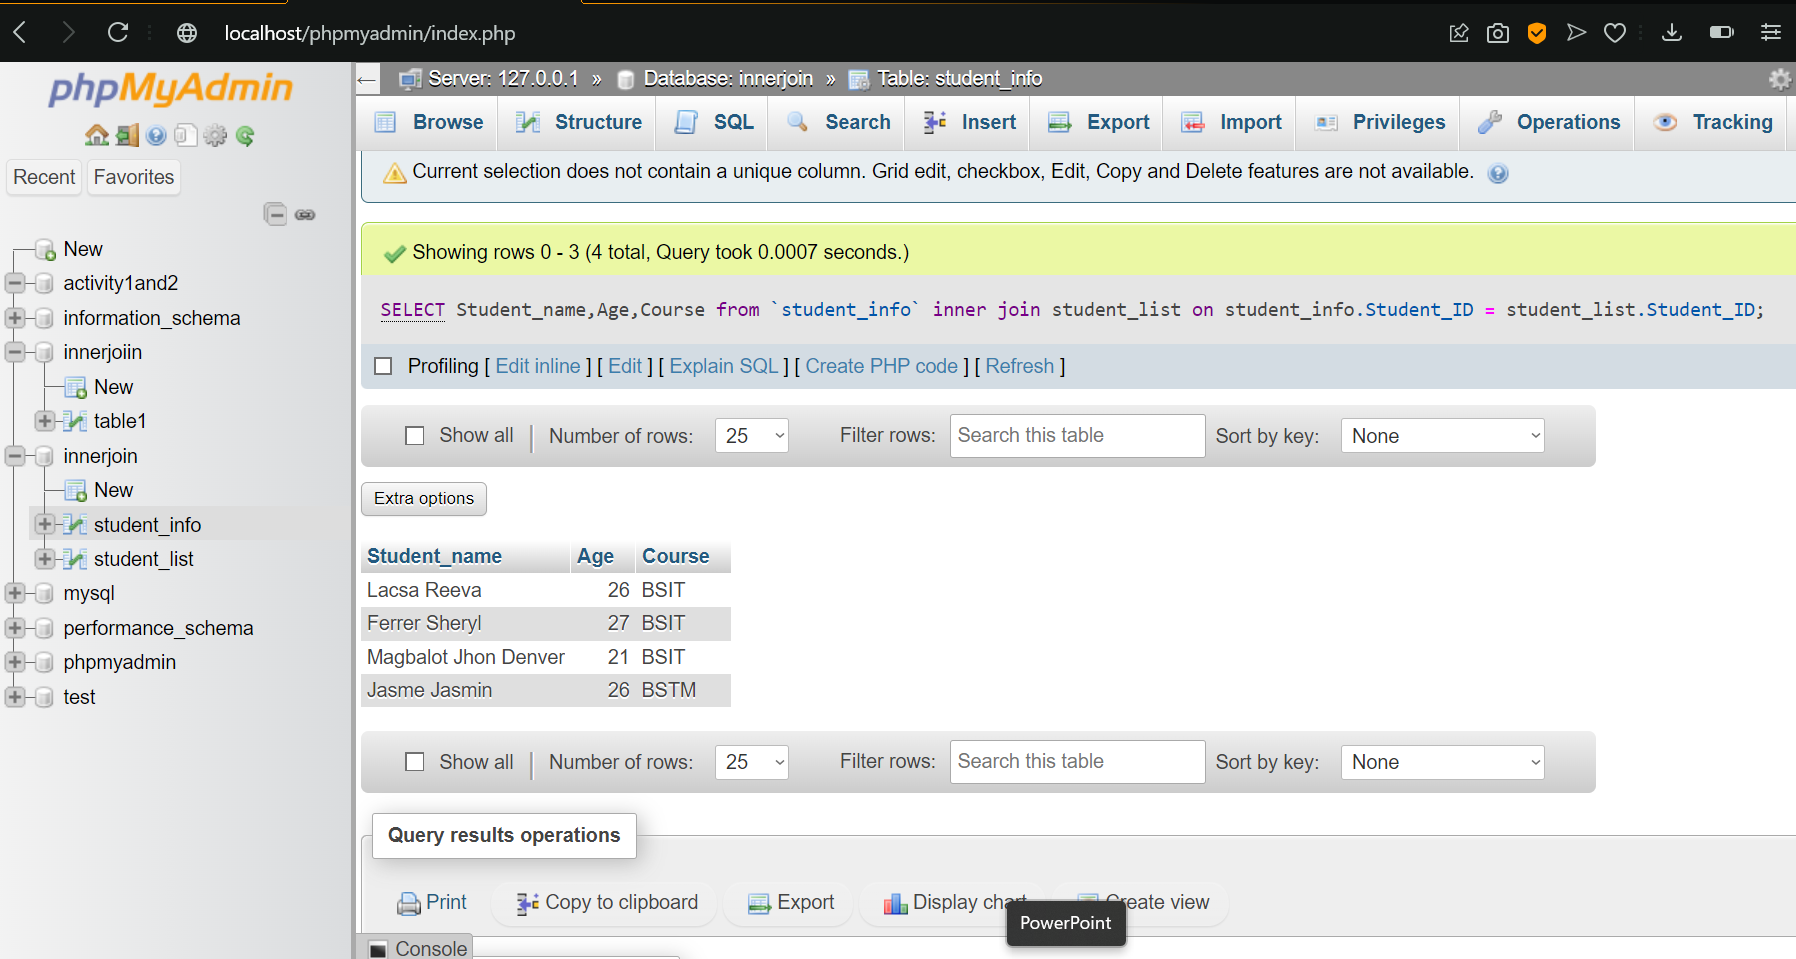 localhost/phpmyadmin/index.php
phpMyAdmin
Recent Favorites
New
activity1and2
information_schema
innerjoiin
New
table1
innerjoin
New
student_info
student_list
mysql
performance_schema
phpmyadmin
test
Server: 127.0.0.1 » Database: innerjoin » Table: student_info
Browse Structure SQL Search Insert Export Import Privileges Operations Tracking
Current selection does not contain a unique column. Grid edit, checkbox, Edit, Copy and Delete features are not available.
Showing rows 0 - 3 (4 total, Query took 0.0007 seconds.)
SELECT Student_name,Age,Course from `student_info` inner join student_list on student_info.Student_ID = student_list.Student_ID;
Profiling [ Edit inline ] [ Edit ] [ Explain SQL ] [ Create PHP code ] [ Refresh ]
Show all | Number of rows: 25 Filter rows: Search this table Sort by key: None
Extra options
Student_name Age Course
Lacsa Reeva 26 BSIT
Ferrer Sheryl 27 BSIT
Magbalot Jhon Denver 21 BSIT
Jasme Jasmin 26 BSTM
Show all | Number of rows: 25 Filter rows: Search this table Sort by key: None
Query results operations
Print Copy to clipboard Export Display chart Create view
PowerPoint
Console